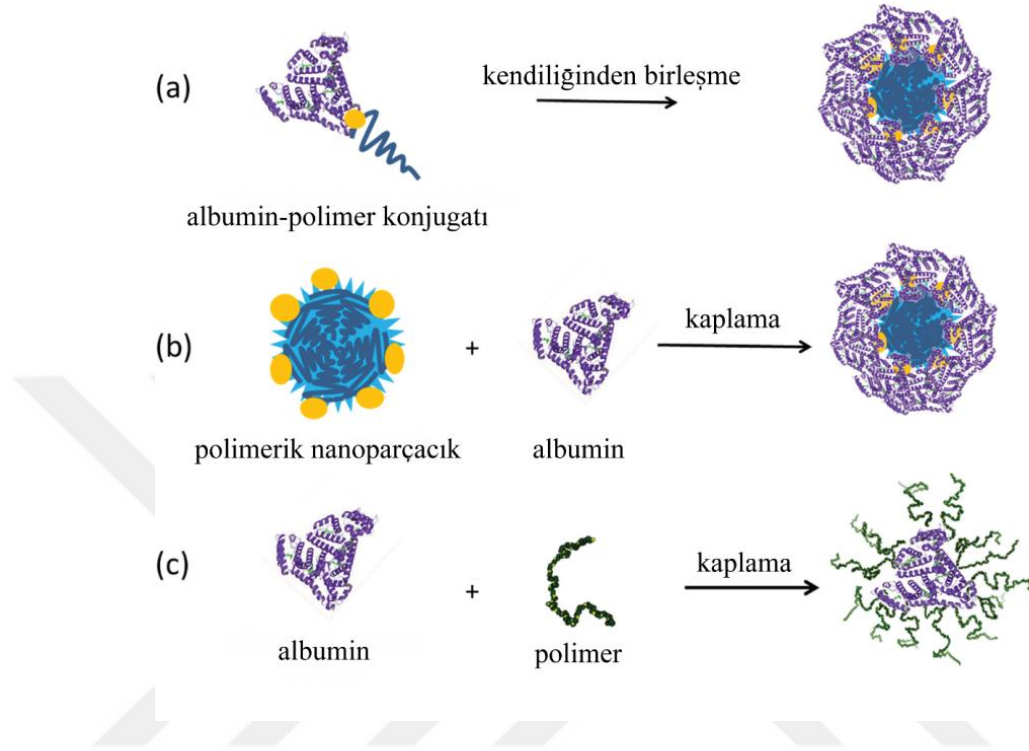 (a)
kendiliğinden birleşme
albumin-polimer konjugatı
(b)
+
kaplama
polimerik nanoparçacık
albumin
(c)
+
kaplama
albumin
polimer